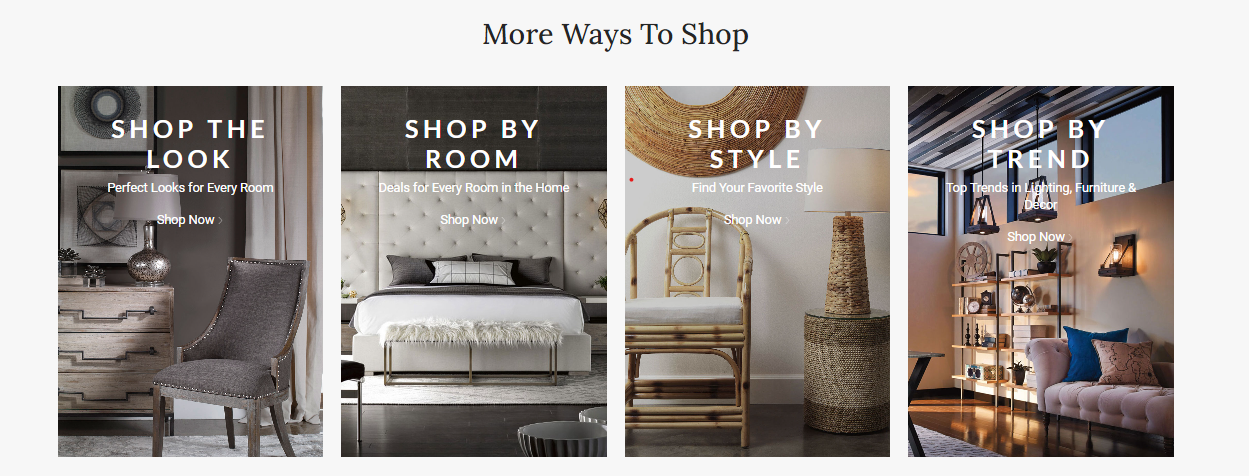 More Ways To Shop
SHOP THE
LOOK
Perfect Looks for Every Room
Shop Now
SHOP BY
ROOM
Deals for Every Room in the Home
Shop Now
SHOP BY
STYLE
Find Your Favorite Style
Shop Now
SHOP BY
TREND
Top Trends in Lighting, Furniture &
Decor
Shop Now